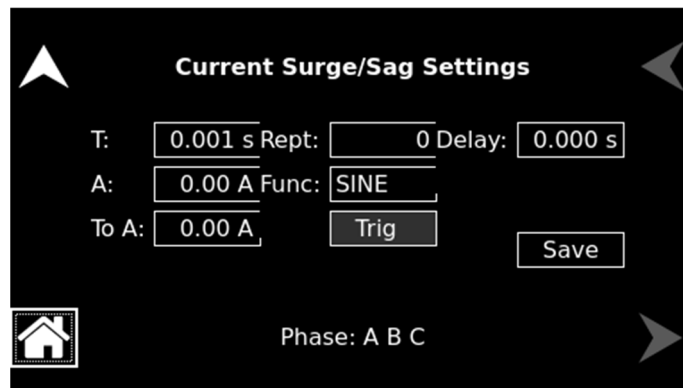 Current Surge/Sag Settings
T: 0.001 s Rept: 0 Delay: 0.000 s
A: 0.00 A Func: SINE
To A: 0.00 A Trig
Save
Phase: A B C